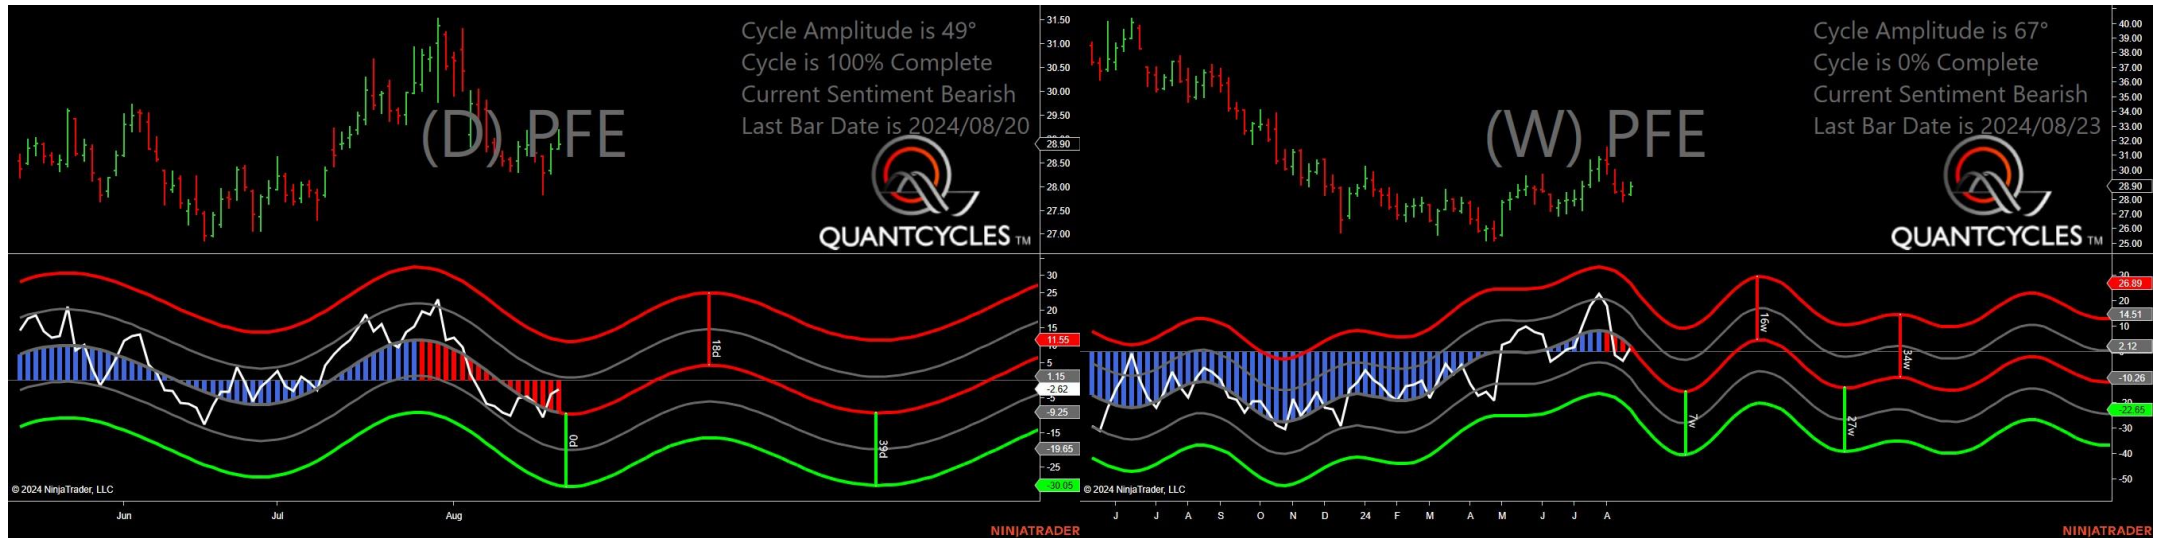 Cycle Amplitude is 49°
Cycle is 100% Complete
Current Sentiment Bearish
Last Bar Date is 2024/08/20
(D) PFE
QUANTCYCLES TM
31.50
31.00
30.50
30.00
29.50
28.90
28.50
28.00
27.50
27.00
30
25
20
15
11.55
5
1.15
-2.62
-9.25
-15
-19.65
-25
-30.05
18d
0d
39d
© 2024 NinjaTrader, LLC
Jun Jul Aug
NINJATRADER
Cycle Amplitude is 67°
Cycle is 0% Complete
Current Sentiment Bearish
Last Bar Date is 2024/08/23
(W) PFE
QUANTCYCLES TM
40.00
39.00
38.00
37.00
36.00
35.00
34.00
33.00
32.00
31.00
30.00
28.90
28.00
27.00
26.00
25.00
26.89
20
14.51
10
2.12
-10.26
-22.65
-30
-40
-50
16w
34w
7w
27w
© 2024 NinjaTrader, LLC
J J A S O N D 24 F M A M J J A
NINJATRADER